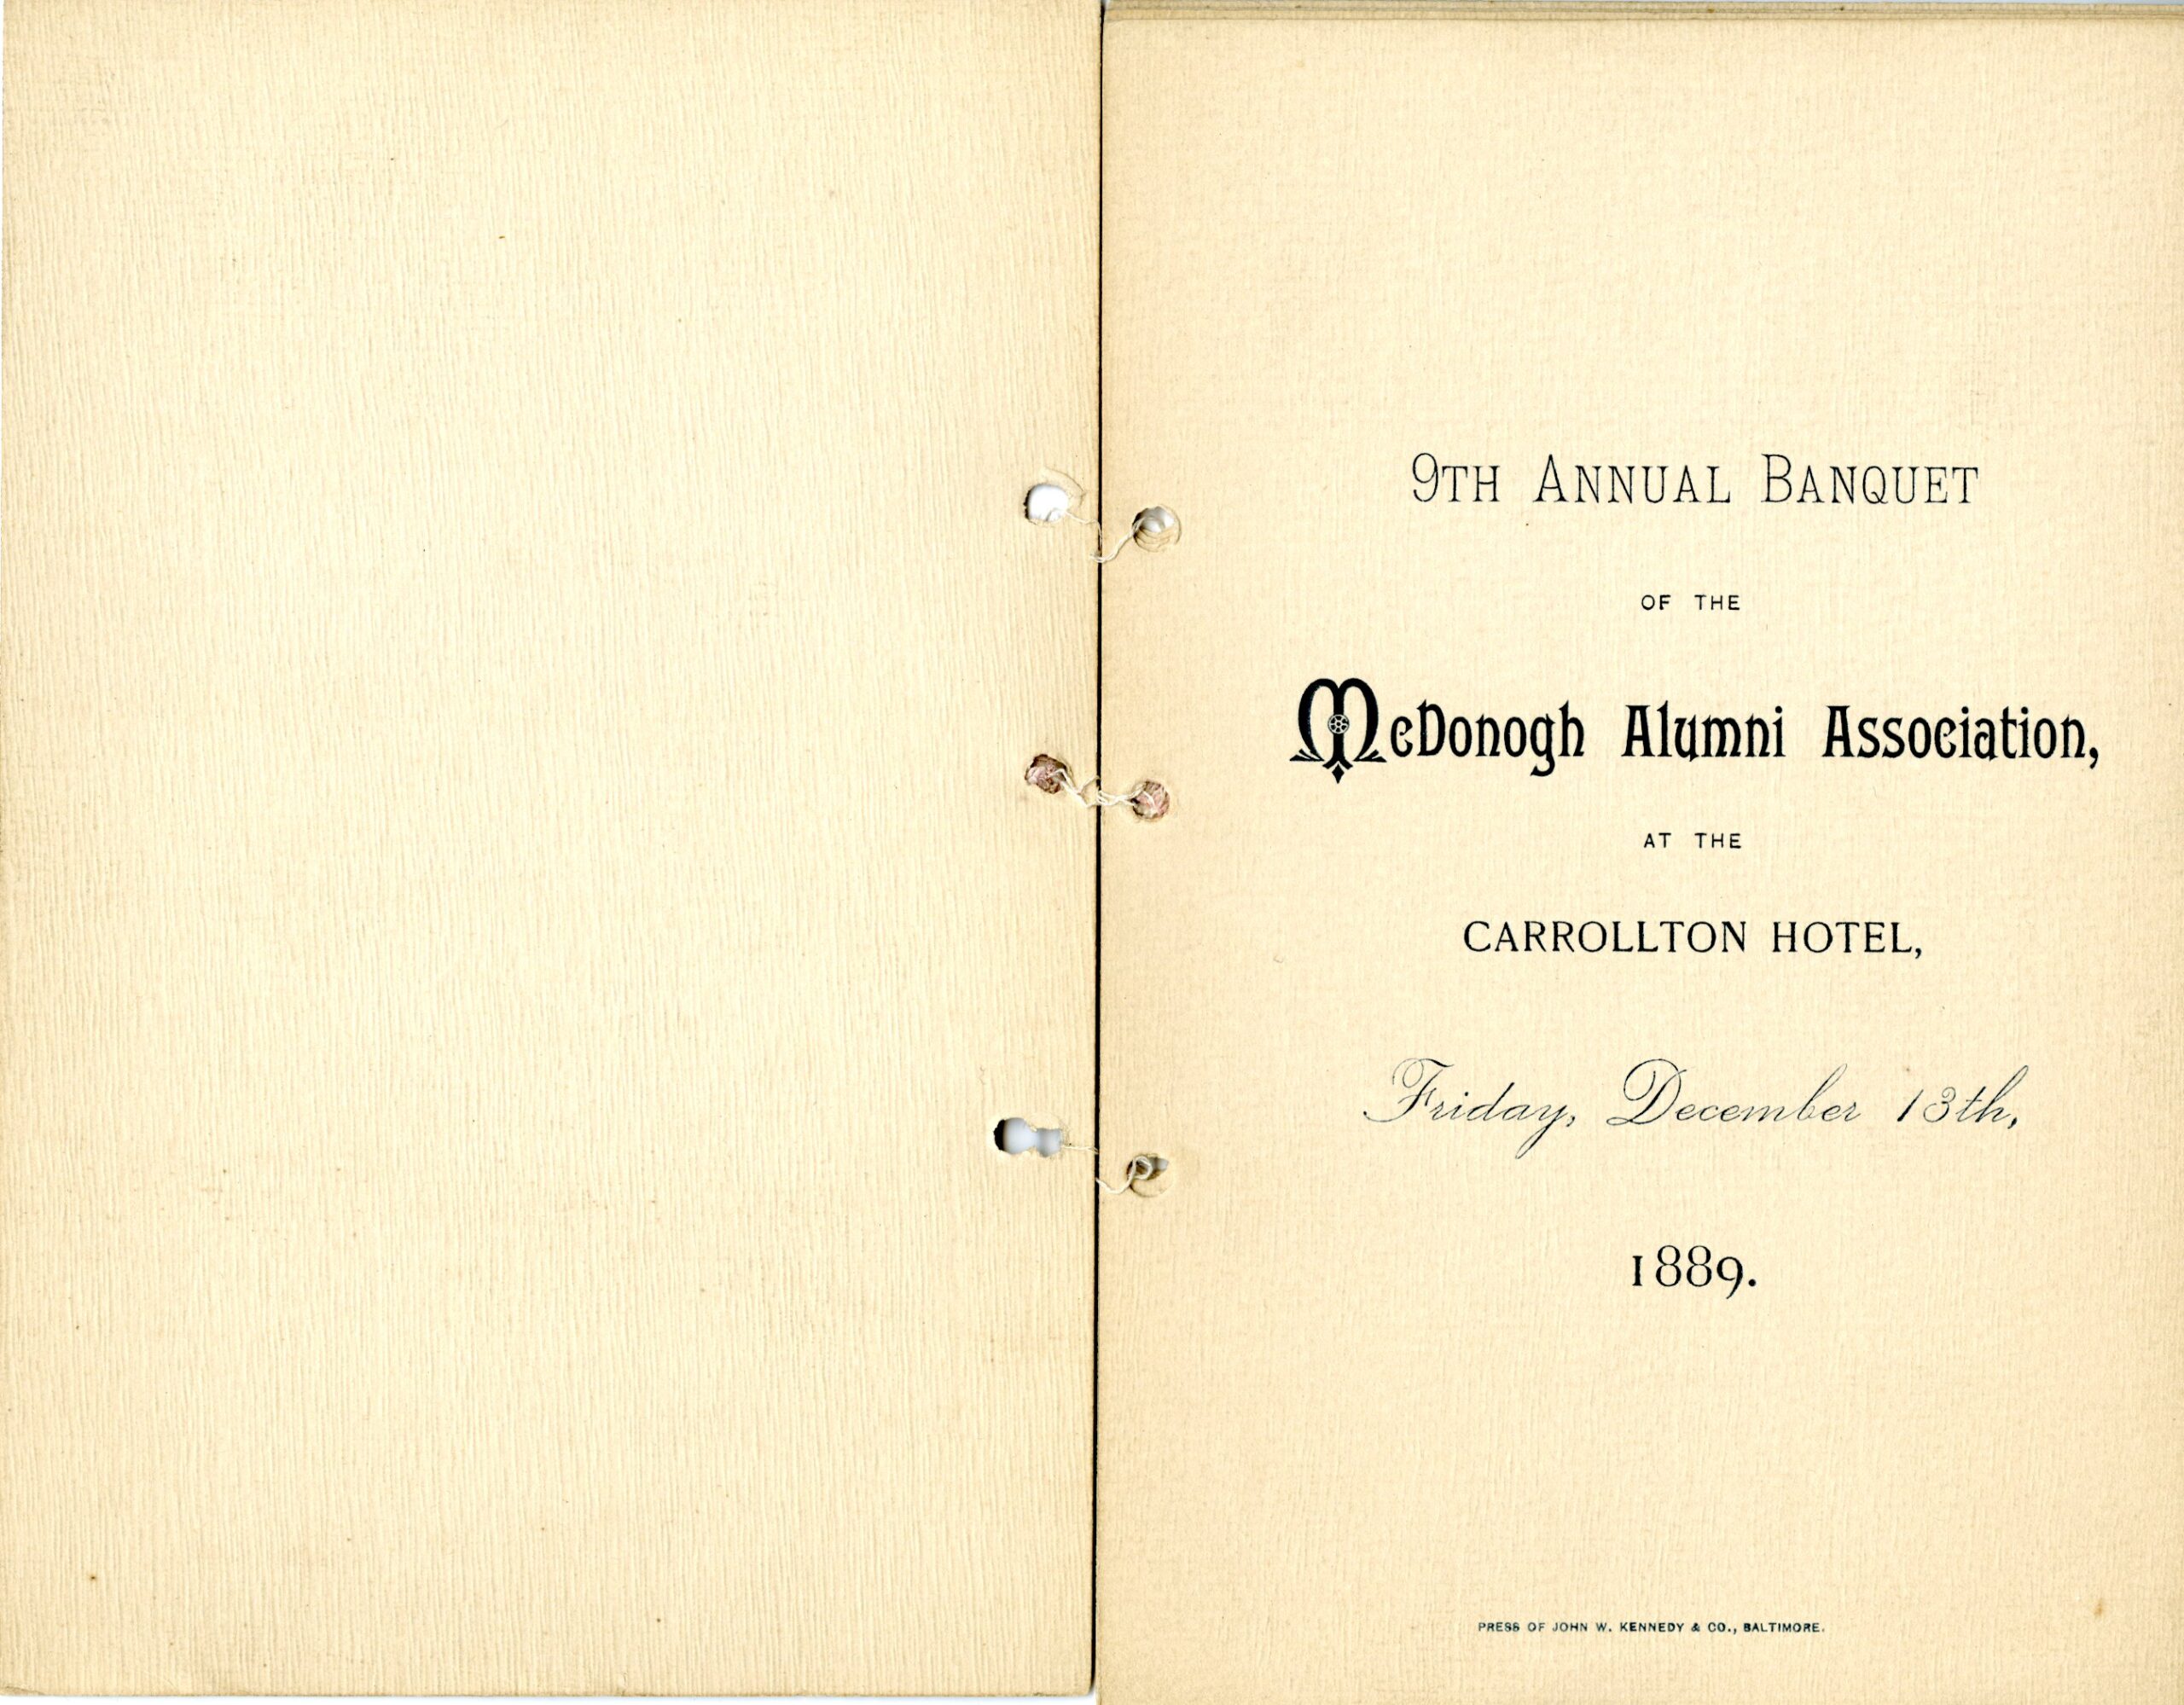 9TH ANNUAL BANQUET
OF THE
McDonogh Alumni Association,
AT THE
CARROLLTON HOTEL,
Friday, December 13th,
1889.
PRESS OF JOHN W. KENNEDY & CO., BALTIMORE.